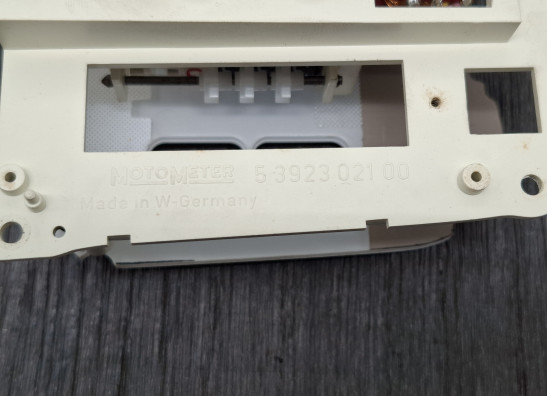 MOTOMETER 5-3923 021 00
Made in W-Germany